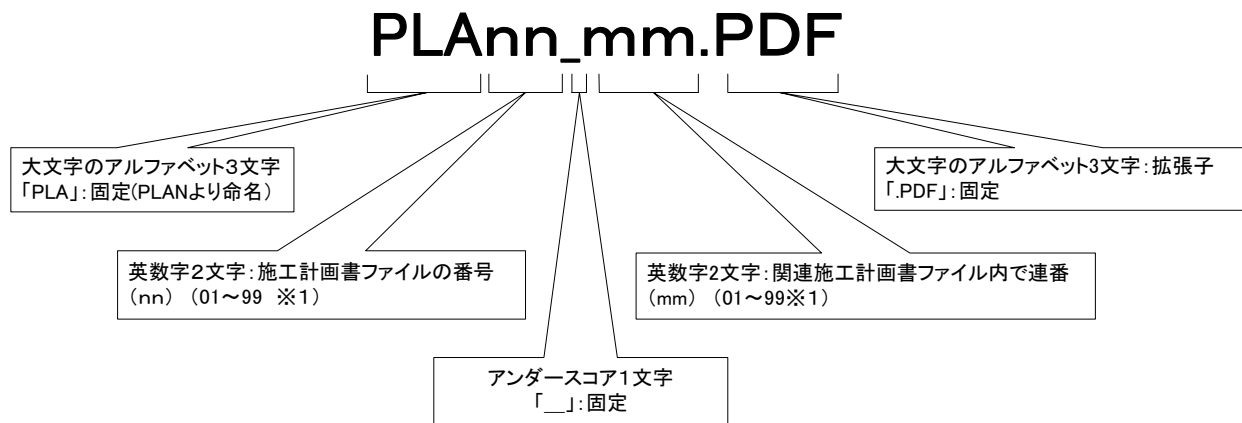 PLAnn_mm.PDF
大文字のアルファベット3文字
「PLA」:固定(PLANより命名)
大文字のアルファベット3文字:拡張子
「.PDF」:固定
英数字2文字:施工計画書ファイルの番号
(nn) (01~99 ※1)
英数字2文字:関連施工計画書ファイル内で連番
(mm) (01~99※1)
アンダースコア1文字
「__」:固定